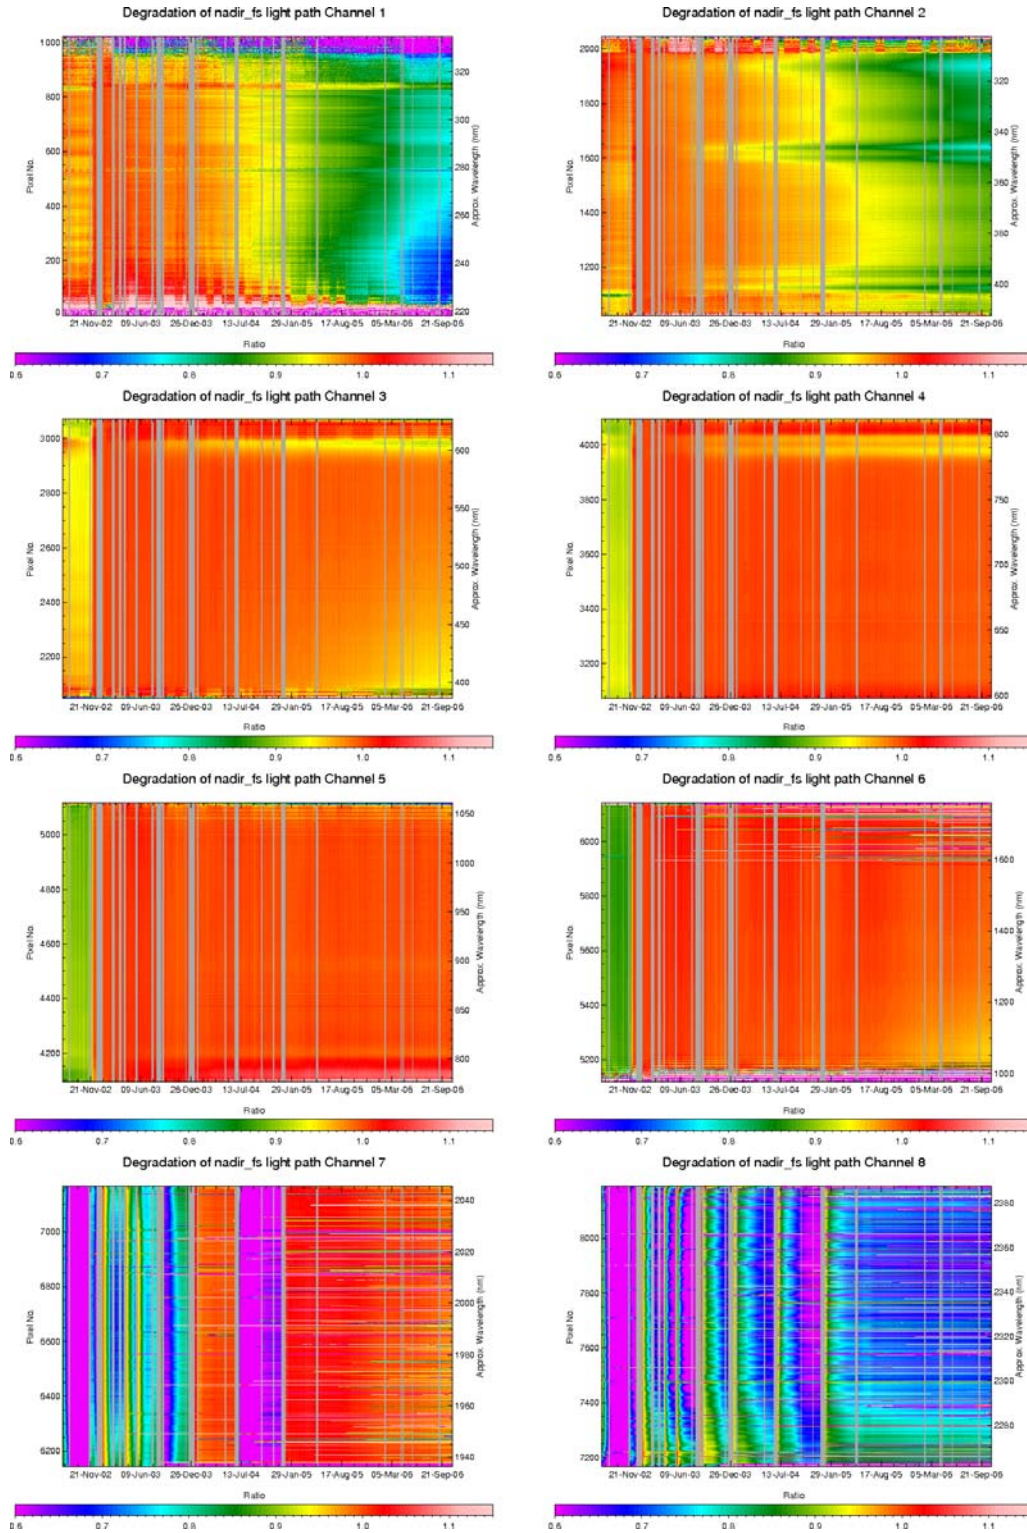 Degradation of nadir_fs light path Channel 1
Pixel No.
1000
800
600
400
200
0
320
300
280
260
240
220
Approx. Wavelength (nm)
21-Nov-02 09-Jun-03 26-Dec-03 13-Jul-04 29-Jan-05 17-Aug-05 05-Mar-06 21-Sep-06
Ratio
0.6 0.7 0.8 0.9 1.0 1.1
Degradation of nadir_fs light path Channel 2
Pixel No.
2000
1800
1600
1400
1200
320
340
360
380
400
Approx. Wavelength (nm)
21-Nov-02 09-Jun-03 26-Dec-03 13-Jul-04 29-Jan-05 17-Aug-05 05-Mar-06 21-Sep-06
Ratio
0.6 0.7 0.8 0.9 1.0 1.1
Degradation of nadir_fs light path Channel 3
Pixel No.
3000
2800
2600
2400
2200
600
550
500
450
400
Approx. Wavelength (nm)
21-Nov-02 09-Jun-03 26-Dec-03 13-Jul-04 29-Jan-05 17-Aug-05 05-Mar-06 21-Sep-06
Ratio
0.6 0.7 0.8 0.9 1.0 1.1
Degradation of nadir_fs light path Channel 4
Pixel No.
4000
3800
3600
3400
3200
800
750
700
650
600
Approx. Wavelength (nm)
21-Nov-02 09-Jun-03 26-Dec-03 13-Jul-04 29-Jan-05 17-Aug-05 05-Mar-06 21-Sep-06
Ratio
0.6 0.7 0.8 0.9 1.0 1.1
Degradation of nadir_fs light path Channel 5
Pixel No.
5000
4800
4600
4400
4200
1050
1000
950
900
850
800
Approx. Wavelength (nm)
21-Nov-02 09-Jun-03 26-Dec-03 13-Jul-04 29-Jan-05 17-Aug-05 05-Mar-06 21-Sep-06
Ratio
0.6 0.7 0.8 0.9 1.0 1.1
Degradation of nadir_fs light path Channel 6
Pixel No.
6000
5800
5600
5400
5200
1600
1400
1200
1000
Approx. Wavelength (nm)
21-Nov-02 09-Jun-03 26-Dec-03 13-Jul-04 29-Jan-05 17-Aug-05 05-Mar-06 21-Sep-06
Ratio
0.6 0.7 0.8 0.9 1.0 1.1
Degradation of nadir_fs light path Channel 7
Pixel No.
7000
6800
6600
6400
6200
2040
2020
2000
1980
1960
1940
Approx. Wavelength (nm)
21-Nov-02 09-Jun-03 26-Dec-03 13-Jul-04 29-Jan-05 17-Aug-05 05-Mar-06 21-Sep-06
Ratio
0.6 0.7 0.8 0.9 1.0 1.1
Degradation of nadir_fs light path Channel 8
Pixel No.
8000
7800
7600
7400
7200
2380
2360
2340
2320
2300
2280
Approx. Wavelength (nm)
21-Nov-02 09-Jun-03 26-Dec-03 13-Jul-04 29-Jan-05 17-Aug-05 05-Mar-06 21-Sep-06
Ratio
0.6 0.7 0.8 0.9 1.0 1.1